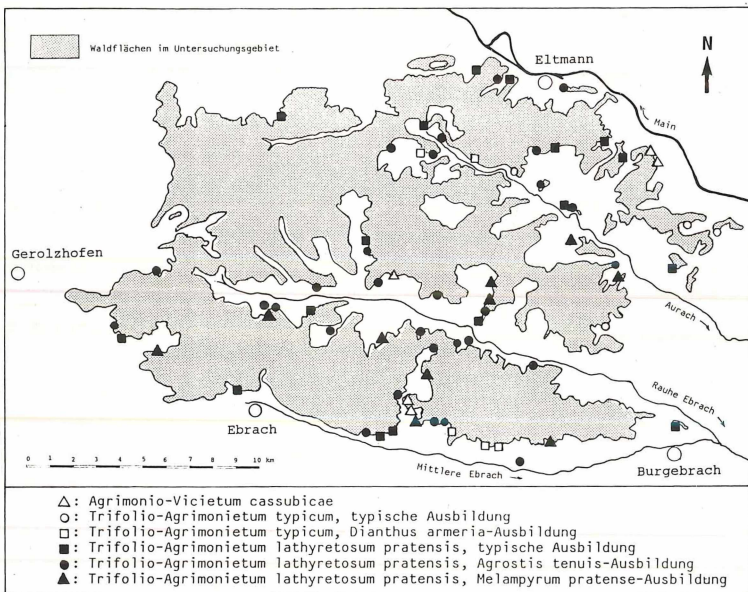 Waldflächen im Untersuchungsgebiet
Eltmann
N
Main
Gerolzhofen
Aurach
Rauhe Ebrach
Ebrach
0 1 2 3 4 5 6 7 8 9 10 km
Mittlere Ebrach
Burgebrach
△: Agrimonio-Vicietum cassubicae
○: Trifolio-Agrimonietum typicum, typische Ausbildung
□: Trifolio-Agrimonietum typicum, Dianthus armeria-Ausbildung
■: Trifolio-Agrimonietum lathyretosum pratensis, typische Ausbildung
●: Trifolio-Agrimonietum lathyretosum pratensis, Agrostis tenuis-Ausbildung
▲: Trifolio-Agrimonietum lathyretosum pratensis, Melampyrum pratense-Ausbildung